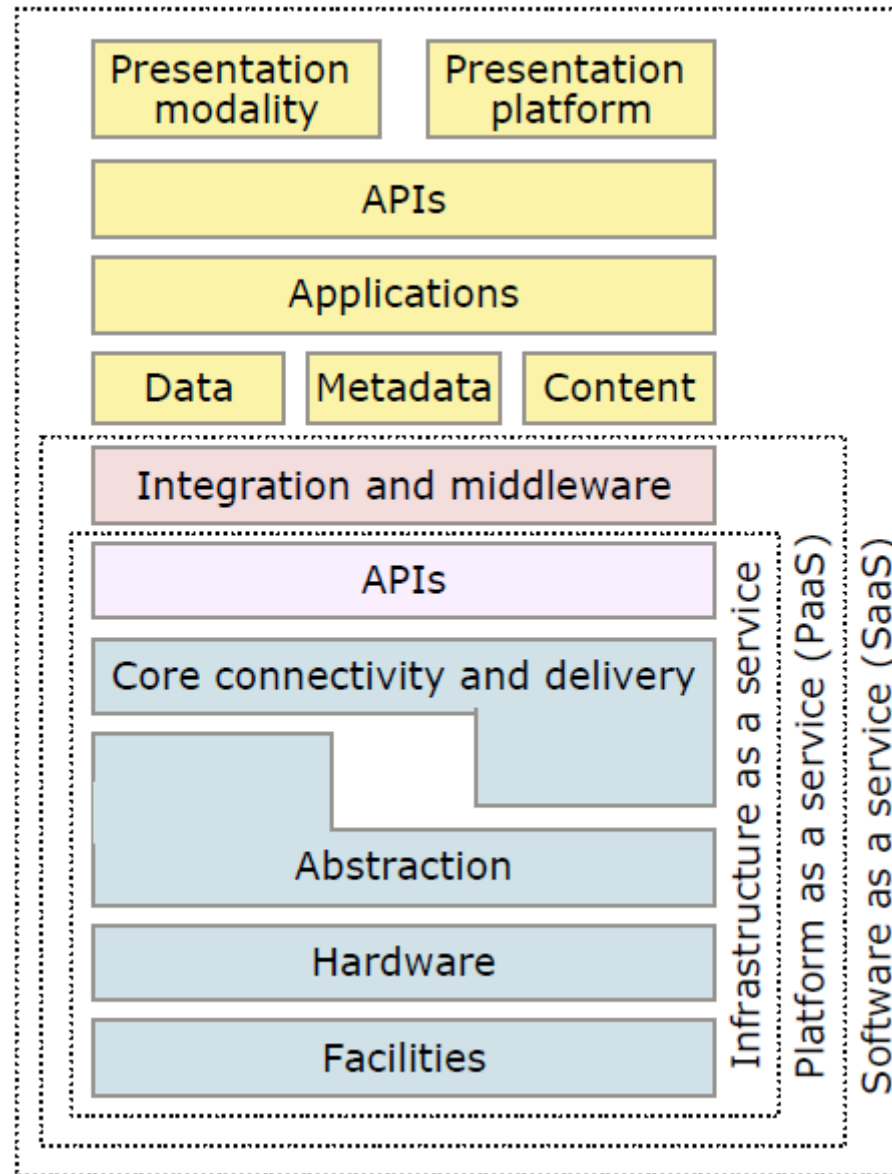 Presentation
modality
Presentation
platform
APIs
Applications
Data
Metadata
Content
Integration and middleware
APIs
Core connectivity and delivery
Abstraction
Hardware
Facilities
Infrastructure as a service
Platform as a service (PaaS)
Software as a service (SaaS)